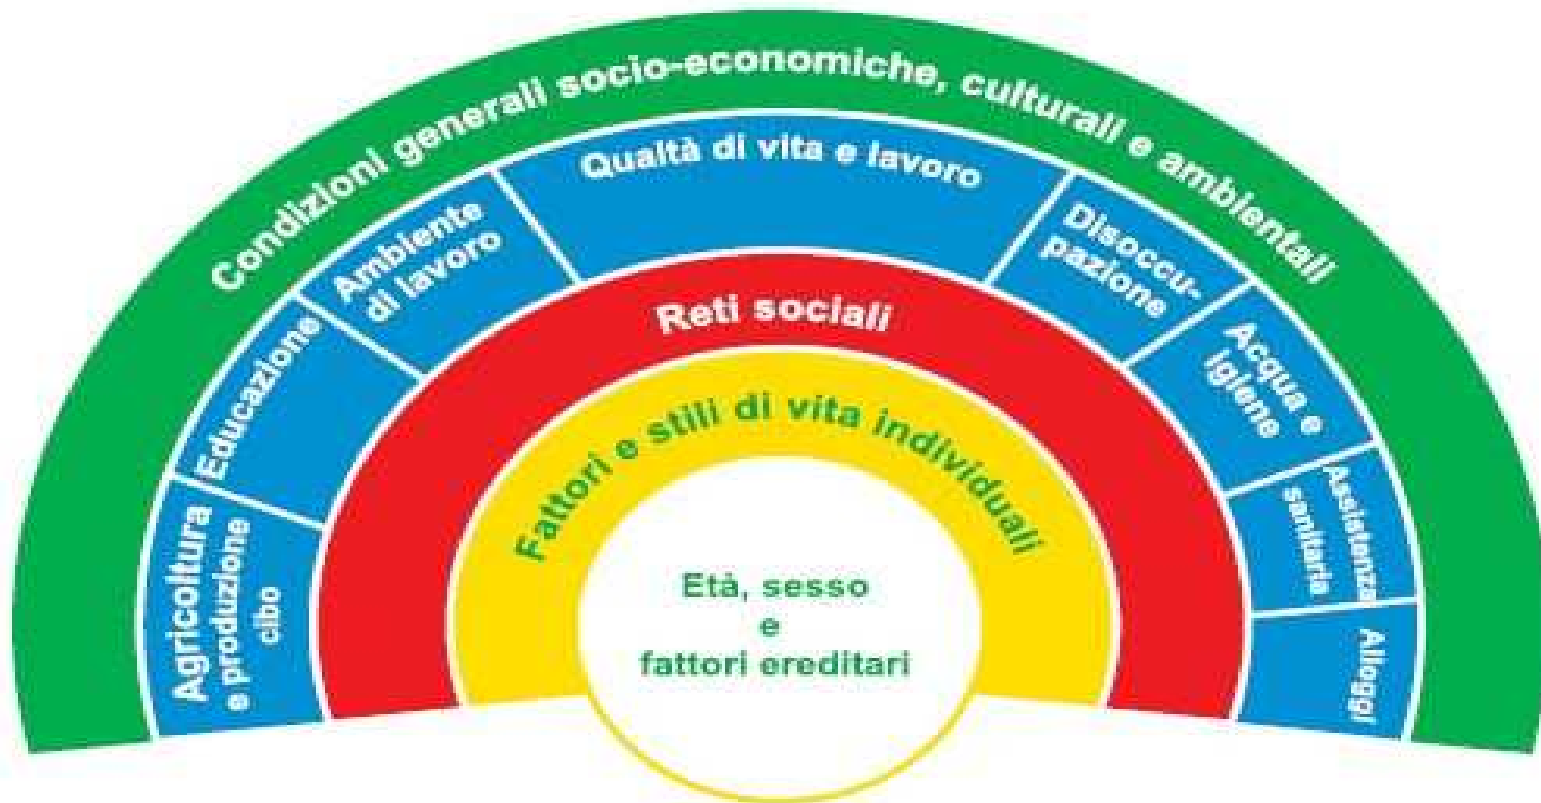 Condizioni generali socio-economiche, culturali e ambientali
Qualtà di vita e lavoro
Ambiente
di lavoro
Educazione
Agricoltura
e produzione
cibo
Disoccu-
pazione
Acqua e
igiene
Assistenza
sanitaria
Alloggi
Reti sociali
Fattori e stili di vita individuali
Età, sesso
e
fattori ereditari